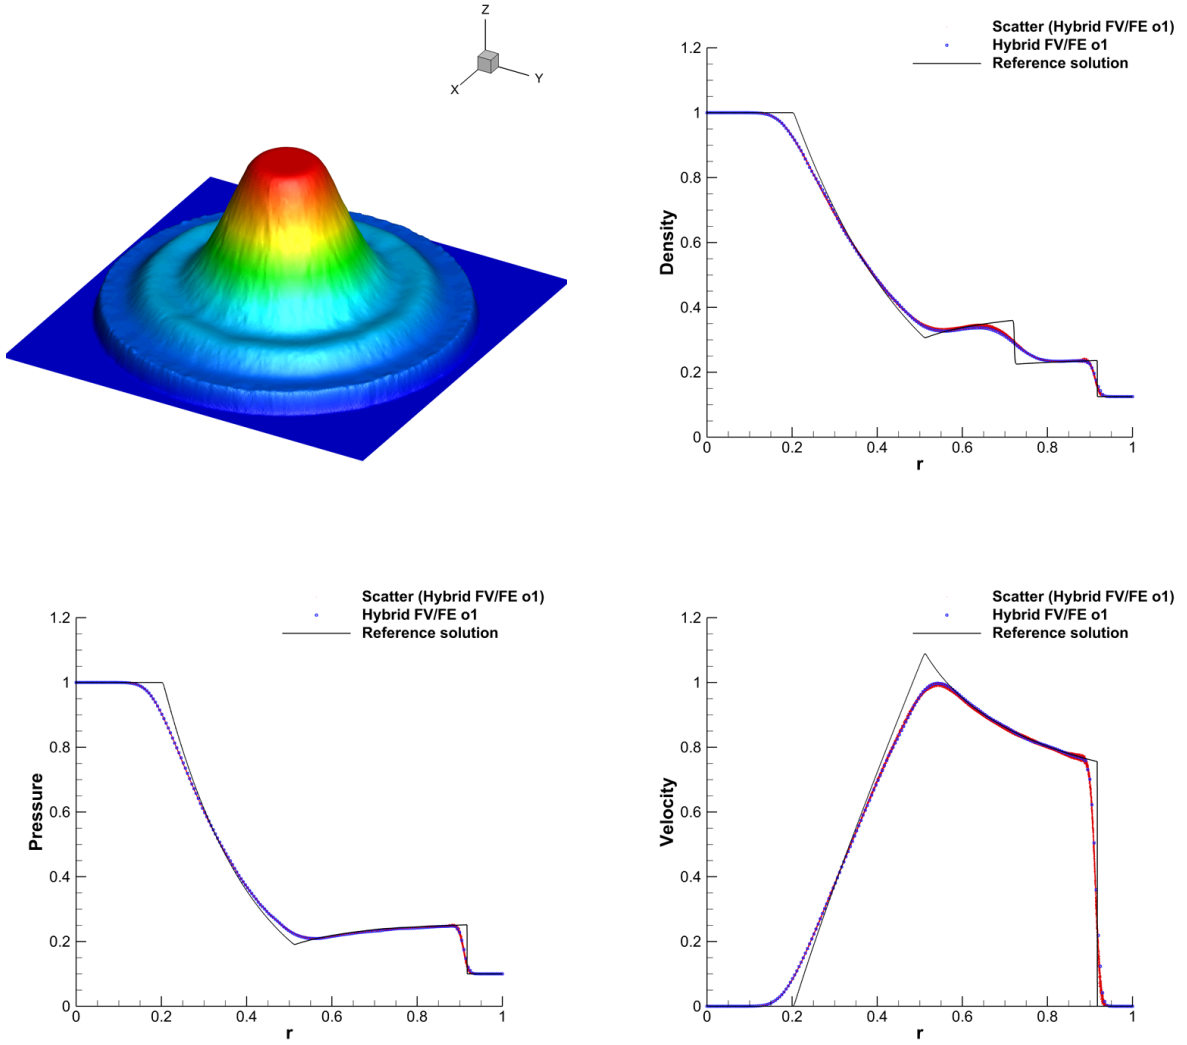 Z
Y
X
Scatter (Hybrid FV/FE o1)
Hybrid FV/FE o1
Reference solution
1.2
1
0.8
0.6
0.4
0.2
0
Density
0 0.2 0.4 0.6 0.8 1
r
Scatter (Hybrid FV/FE o1)
Hybrid FV/FE o1
Reference solution
1.2
1
0.8
0.6
0.4
0.2
0
Pressure
0 0.2 0.4 0.6 0.8 1
r
Scatter (Hybrid FV/FE o1)
Hybrid FV/FE o1
Reference solution
1.2
1
0.8
0.6
0.4
0.2
0
Velocity
0 0.2 0.4 0.6 0.8 1
r